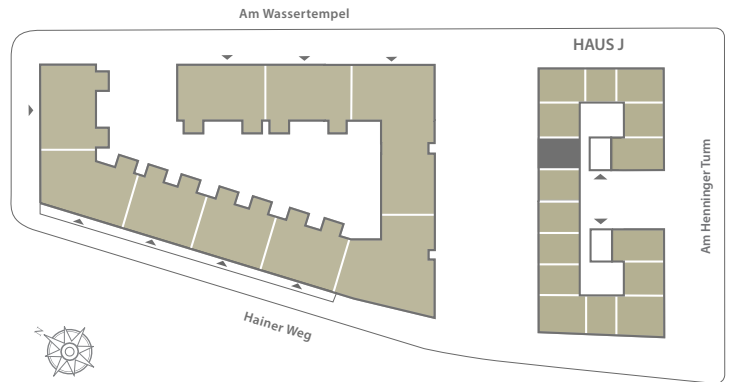 Am Wassertempel
HAUS J
Am Henninger Turm
Hainer Weg
N